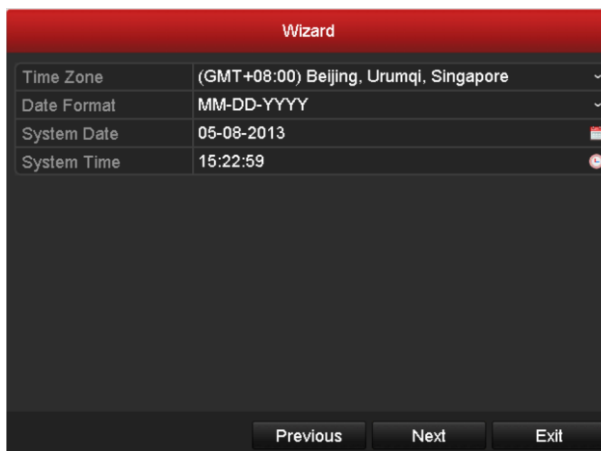 Wizard
Time Zone (GMT+08:00) Beijing, Urumqi, Singapore
Date Format MM-DD-YYYY
System Date 05-08-2013
System Time 15:22:59
Previous Next Exit